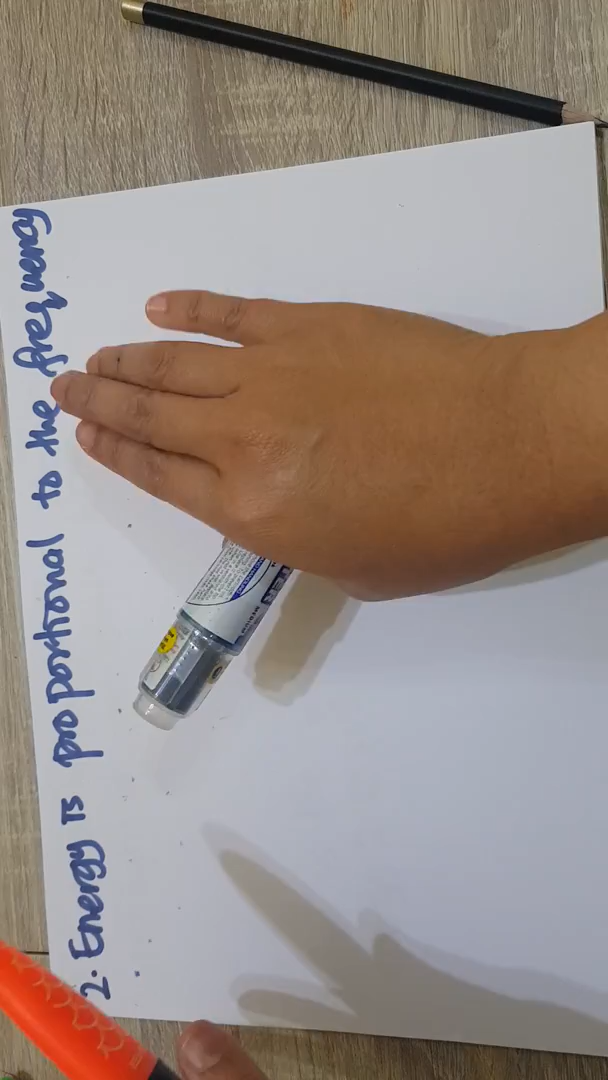 2. Energy is proportional to the frequency